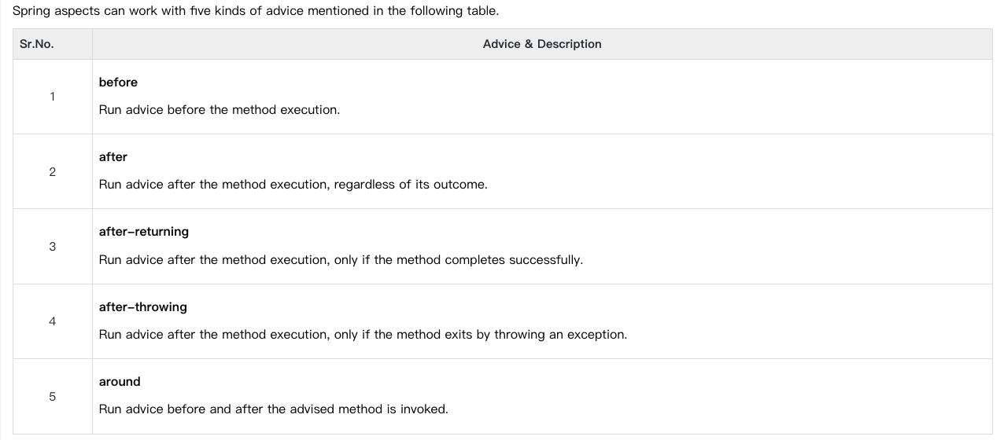 Spring aspects can work with five kinds of advice mentioned in the following table.
Sr.No. Advice & Description
1
before
Run advice before the method execution.
2
after
Run advice after the method execution, regardless of its outcome.
3
after-returning
Run advice after the method execution, only if the method completes successfully.
4
after-throwing
Run advice after the method execution, only if the method exits by throwing an exception.
5
around
Run advice before and after the advised method is invoked.